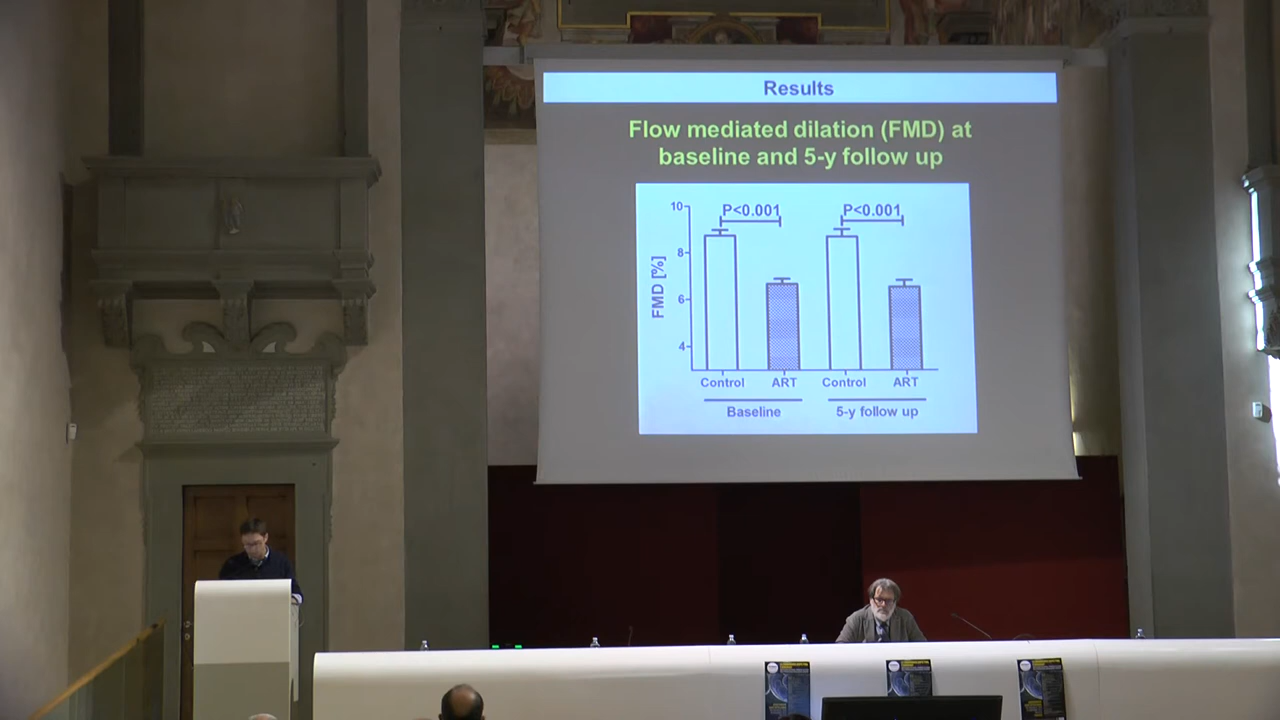 Results
Flow mediated dilation (FMD) at
baseline and 5-y follow up
10
8
6
4
FMD [%]
P<0.001
P<0.001
Control
ART
Control
ART
Baseline
5-y follow up